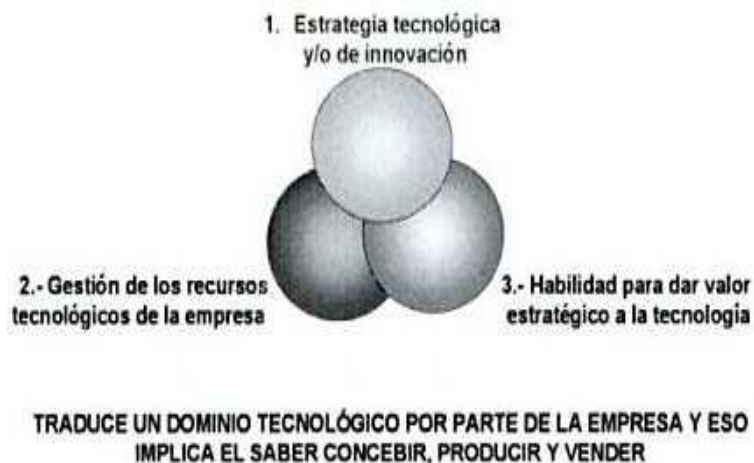 1. Estrategia tecnológica
y/o de innovación
2.- Gestión de los recursos
tecnológicos de la empresa
3.- Habilidad para dar valor
estratégico a la tecnologia
TRADUCE UN DOMINIO TECNOLÓGICO POR PARTE DE LA EMPRESA Y ESO
IMPLICA EL SABER CONCEBIR, PRODUCIR Y VENDER